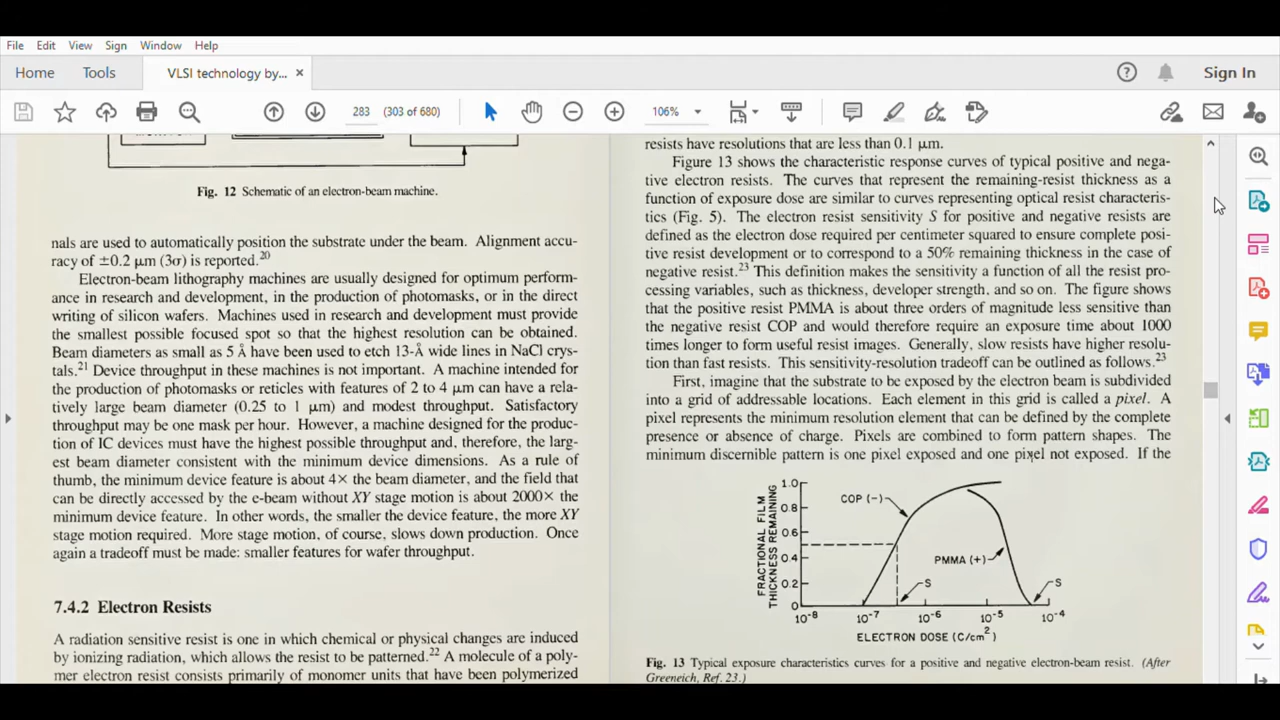 File Edit View Sign Window Help
Home Tools VLSI technology by... × Sign In
283 (303 of 680) 106%
Fig. 12 Schematic of an electron-beam machine.
nals are used to automatically position the substrate under the beam. Alignment accu-
racy of ±0.2 μm (3σ) is reported.20
Electron-beam lithography machines are usually designed for optimum perform-
ance in research and development, in the production of photomasks, or in the direct
writing of silicon wafers. Machines used in research and development must provide
the smallest possible focused spot so that the highest resolution can be obtained.
Beam diameters as small as 5 Å have been used to etch 13-Å wide lines in NaCl crys-
tals.21 Device throughput in these machines is not important. A machine intended for
the production of photomasks or reticles with features of 2 to 4 μm can have a rela-
tively large beam diameter (0.25 to 1 μm) and modest throughput. Satisfactory
throughput may be one mask per hour. However, a machine designed for the produc-
tion of IC devices must have the highest possible throughput and, therefore, the larg-
est beam diameter consistent with the minimum device dimensions. As a rule of
thumb, the minimum device feature is about 4× the beam diameter, and the field that
can be directly accessed by the e-beam without XY stage motion is about 2000× the
minimum device feature. In other words, the smaller the device feature, the more XY
stage motion required. More stage motion, of course, slows down production. Once
again a tradeoff must be made: smaller features for wafer throughput.
7.4.2 Electron Resists
A radiation sensitive resist is one in which chemical or physical changes are induced
by ionizing radiation, which allows the resist to be patterned.22 A molecule of a poly-
mer electron resist consists primarily of monomer units that have been polymerized
resists have resolutions that are less than 0.1 μm.
Figure 13 shows the characteristic response curves of typical positive and nega-
tive electron resists. The curves that represent the remaining-resist thickness as a
function of exposure dose are similar to curves representing optical resist characteris-
tics (Fig. 5). The electron resist sensitivity S for positive and negative resists are
defined as the electron dose required per centimeter squared to ensure complete posi-
tive resist development or to correspond to a 50% remaining thickness in the case of
negative resist.23 This definition makes the sensitivity a function of all the resist pro-
cessing variables, such as thickness, developer strength, and so on. The figure shows
that the positive resist PMMA is about three orders of magnitude less sensitive than
the negative resist COP and would therefore require an exposure time about 1000
times longer to form useful resist images. Generally, slow resists have higher resolu-
tion than fast resists. This sensitivity-resolution tradeoff can be outlined as follows.23
First, imagine that the substrate to be exposed by the electron beam is subdivided
into a grid of addressable locations. Each element in this grid is called a pixel. A
pixel represents the minimum resolution element that can be defined by the complete
presence or absence of charge. Pixels are combined to form pattern shapes. The
minimum discernible pattern is one pixel exposed and one pixel not exposed. If the
FRACTIONAL FILM
THICKNESS REMAINING
1.0
0.8
0.6
0.4
0.2
0
COP (−)
PMMA (+)
S
S
10-8 10-7 10-6 10-5 10-4
ELECTRON DOSE (C/cm2)
Fig. 13 Typical exposure characteristics curves for a positive and negative electron-beam resist. (After
Greeneich, Ref. 23.)